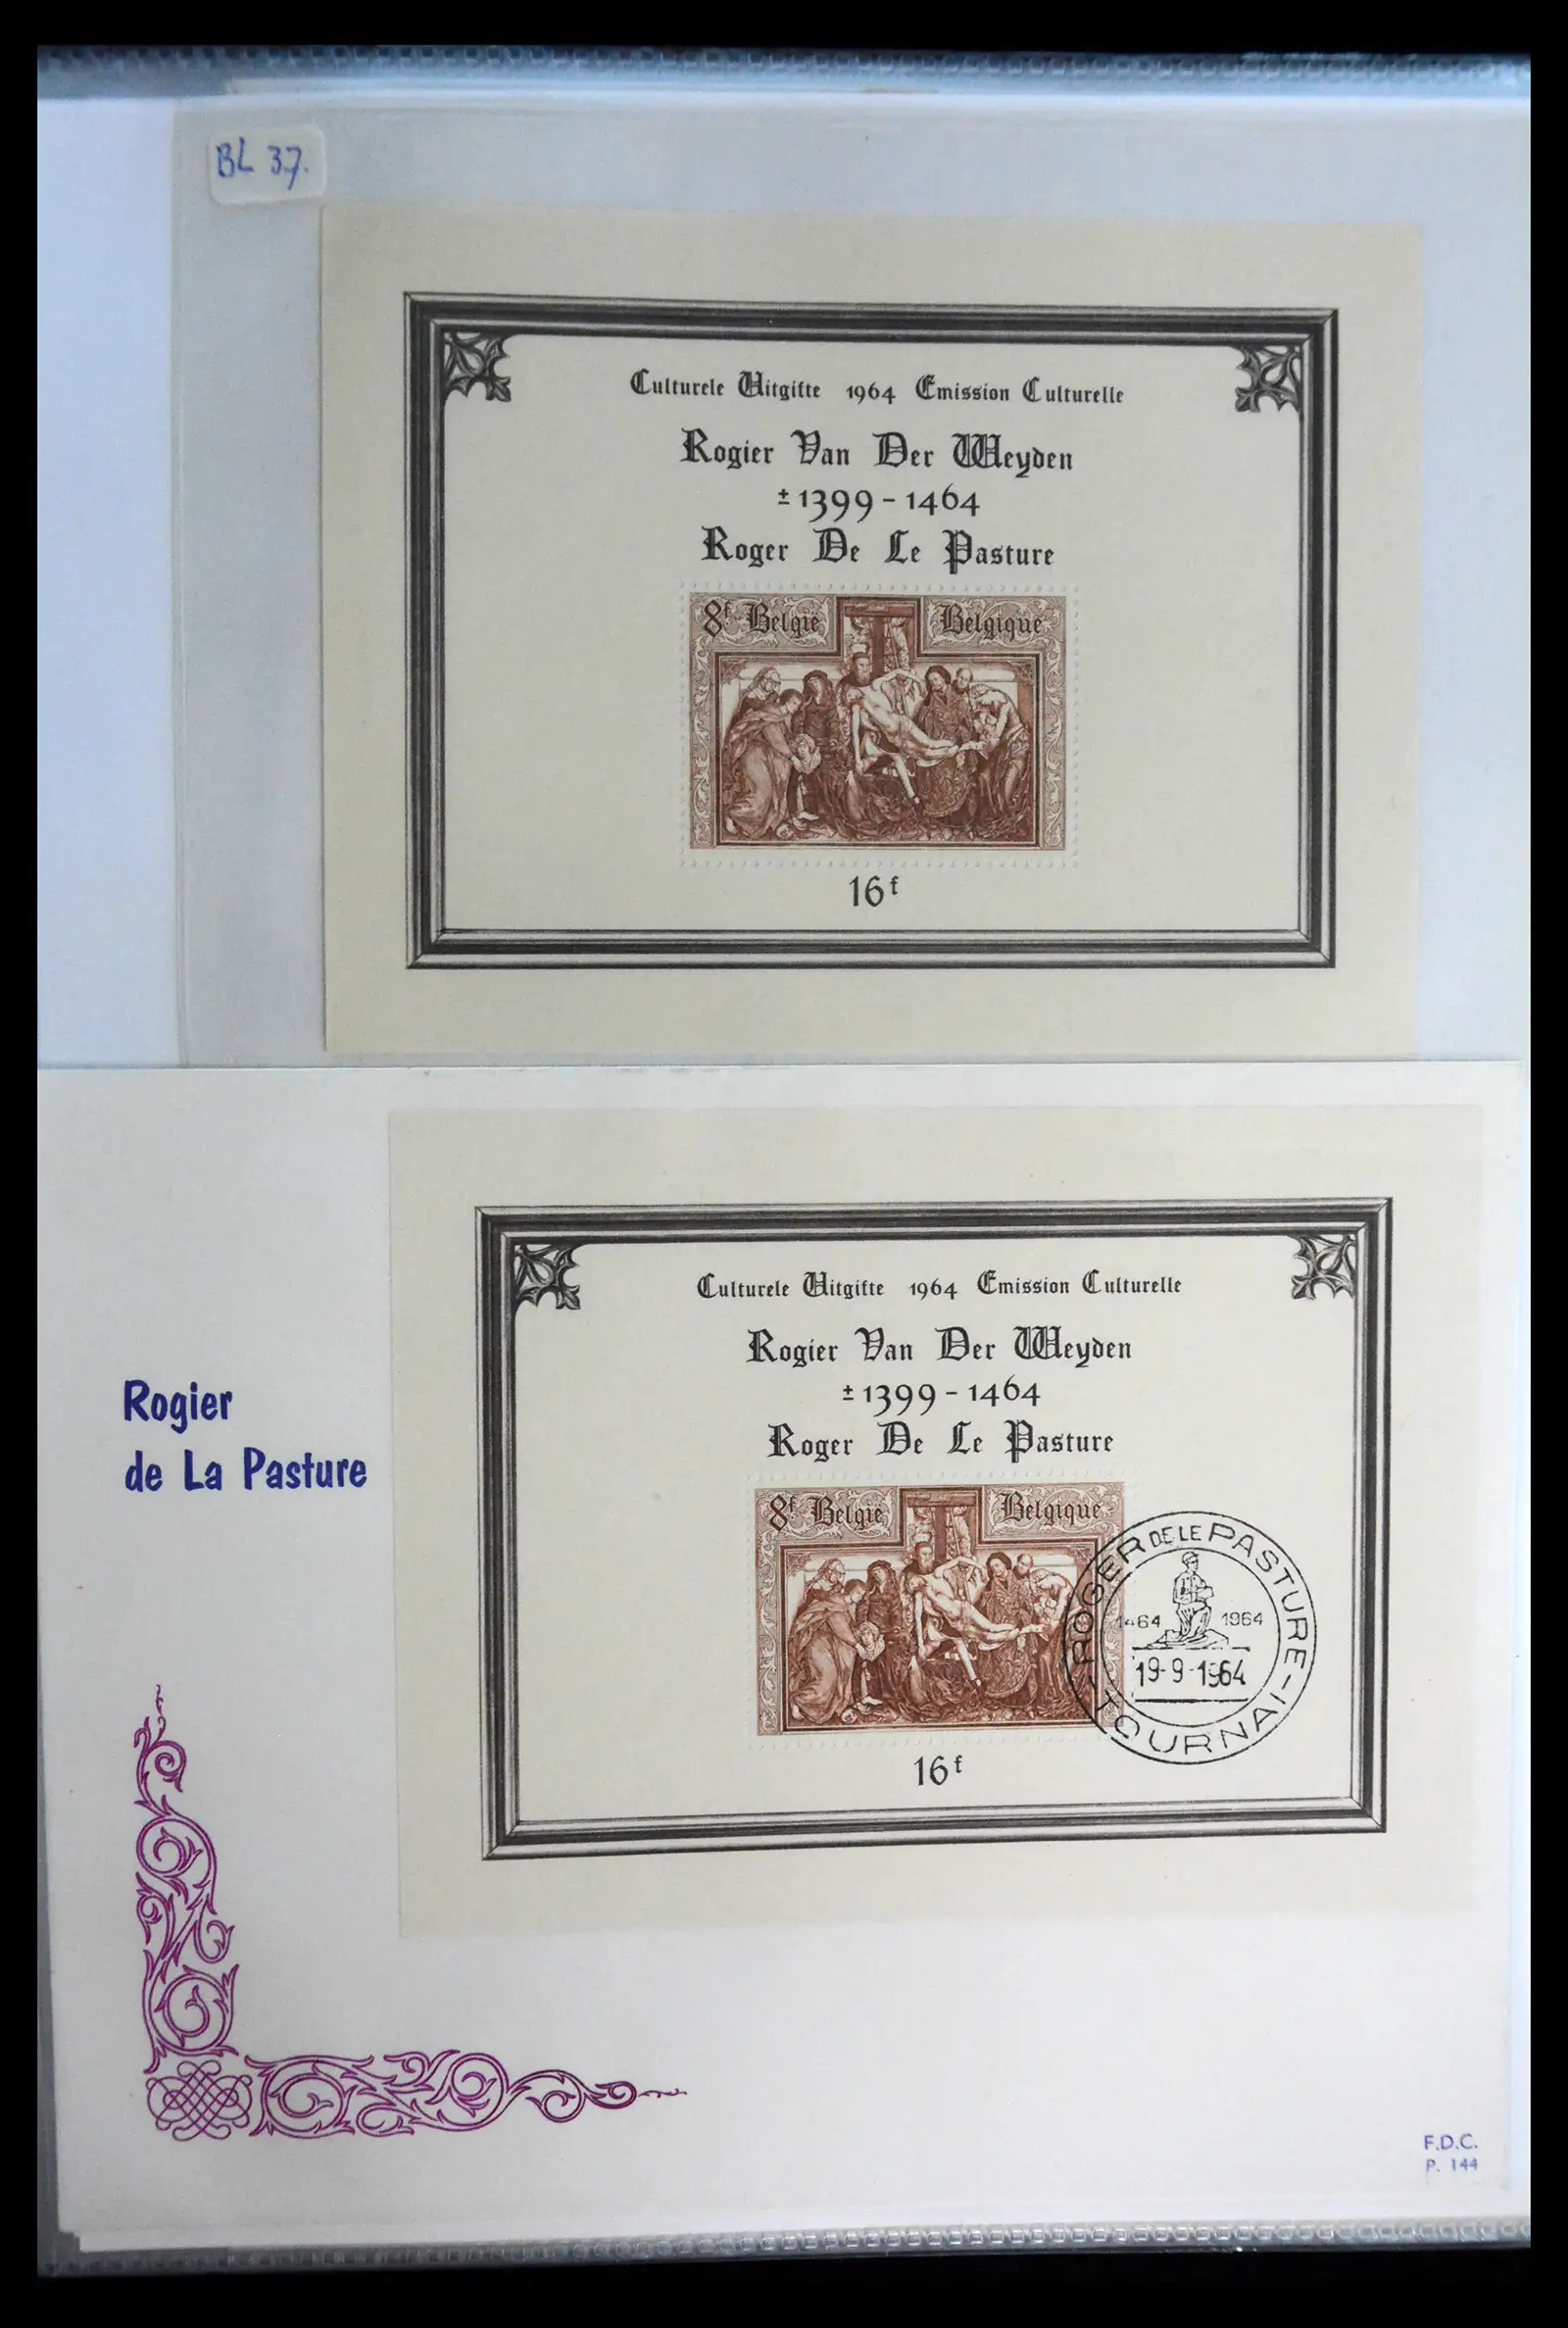 BL 37.
Culturele Uitgifte 1964 Emission Culturelle
Rogier Van Der Weyden
± 1399 - 1464
Roger De Le Pasture
8f België Belgique
16f
Rogier
de La Pasture
Culturele Uitgifte 1964 Emission Culturelle
Rogier Van Der Weyden
± 1399 - 1464
Roger De Le Pasture
8f België Belgique
ROGER DE LE PASTURE
1464 1964
19-9-1964
TOURNAI
16f
F.D.C.
P. 144